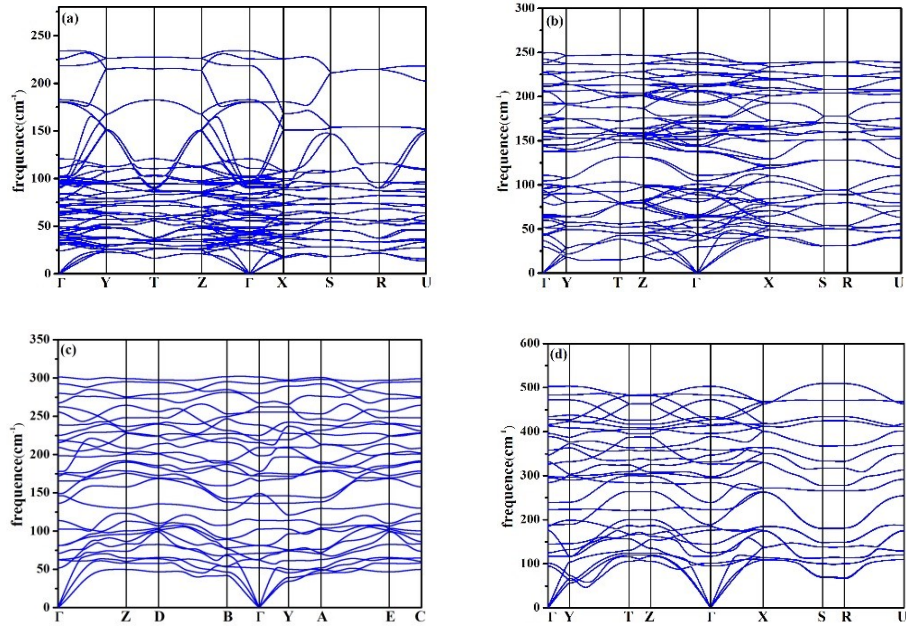 (a)
frequcnce(cm⁻¹)
250
200
150
100
50
0
Γ Y T Z Γ X S R U
(b)
frequence(cm⁻¹)
300
250
200
150
100
50
0
Γ Y T Z Γ X S R U
(c)
frequence(cm⁻¹)
350
300
250
200
150
100
50
0
Γ Z D B Γ Y A E C
(d)
frequence(cm⁻¹)
600
500
400
300
200
100
0
Γ Y T Z Γ X S R U